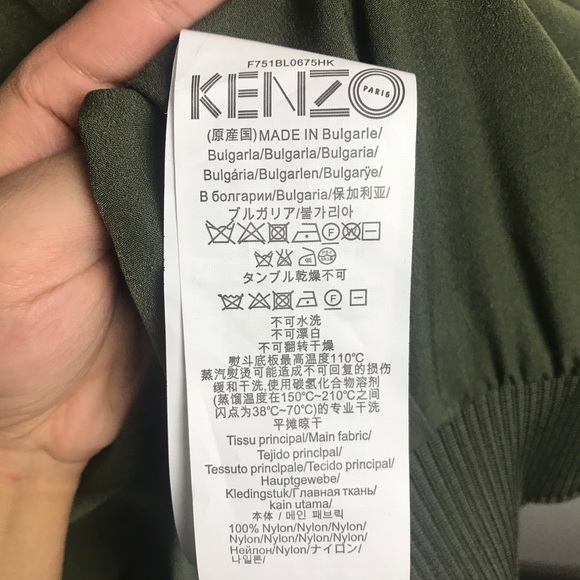 F751BL0675HK
KENZO PARIS
(原産国)MADE IN Bulgarle/
Bulgarla/Bulgarla/Bulgaria/
Bulgária/Bulgarlen/Bulgarÿe/
В болгарии/Bulgaria/保加利亚/
ブルガリア/불가리아
F W
タンブル乾燥不可
F
不可水洗
不可漂白
不可翻转干燥
熨斗底板最高温度110℃
蒸汽熨烫可能造成不可回复的损伤
缓和干洗,使用碳氢化合物溶剂
(蒸馏温度在150℃~210℃之间
闪点为38℃~70℃)的专业干洗
平摊晾干
Tissu principal/Main fabric/
Tejido princlpal/
Tessuto principale/Tecido principal/
Hauptgewebe/
Kledingstuk/Главная ткань/
kain utama/
本体 / 메인 패브릭
100% Nylon/Nylon/Nylon/
Nylon/Nylon/Nylon/Nylon/
Нейлон/Nylon/ナイロン/
나일론/